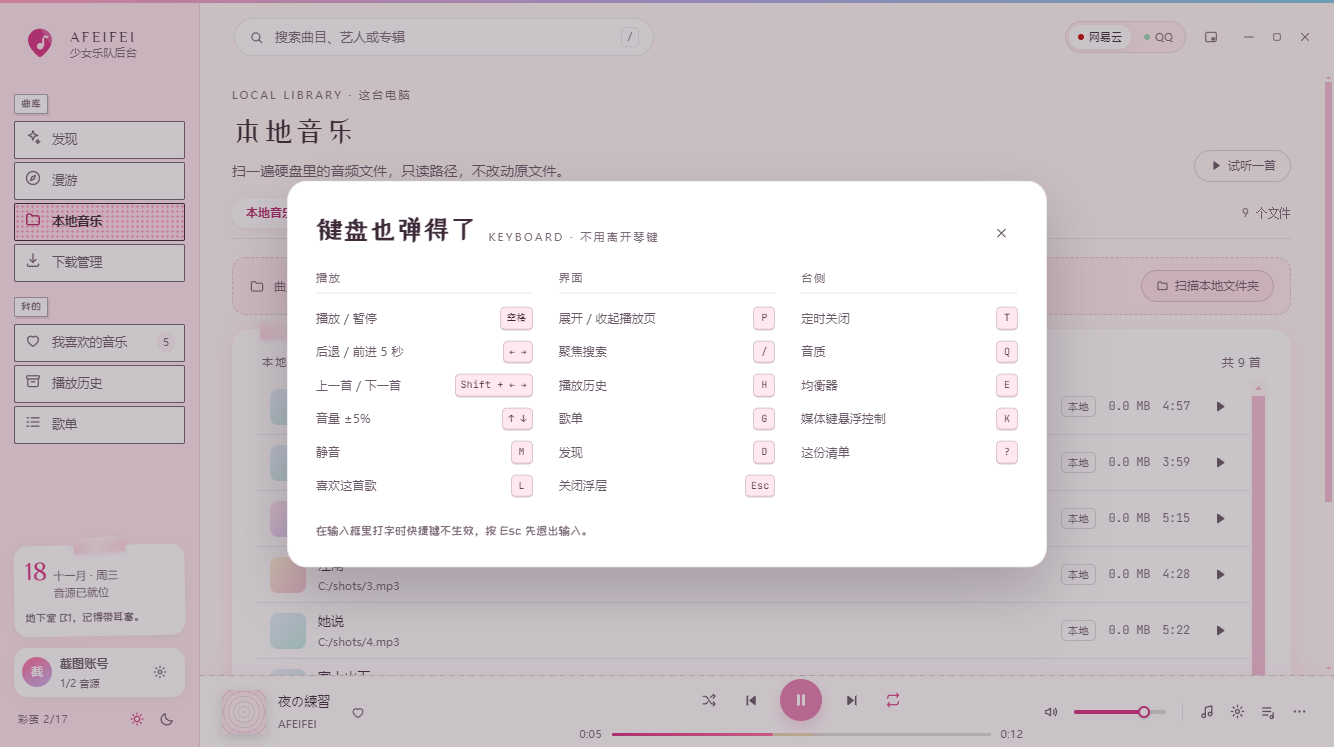 AFEIFEI
少女乐队后台
搜索曲目、艺人或专辑 /
网易云 QQ
曲库
发现
漫游
本地音乐
下载管理
我的
我喜欢的音乐 5
播放历史
歌单
18 十一月 · 周三
音源已就位
地下室 B1，记得带耳塞。
截 截图账号
1/2 音源
彩蛋 2/17
LOCAL LIBRARY · 这台电脑
本地音乐
扫一遍硬盘里的音频文件，只读路径，不改动原文件。
试听一首
本地音乐
9 个文件
曲
扫描本地文件夹
本地
共 9 首
键盘也弹得了 KEYBOARD · 不用离开琴键
播放
播放 / 暂停 空格
后退 / 前进 5 秒 ← →
上一首 / 下一首 Shift + ← →
音量 ±5% ↑ ↓
静音 M
喜欢这首歌 L
界面
展开 / 收起播放页 P
聚焦搜索 /
播放历史 H
歌单 G
发现 D
关闭浮层 Esc
台侧
定时关闭 T
音质 Q
均衡器 E
媒体键悬浮控制 K
这份清单 ?
在输入框里打字时快捷键不生效，按 Esc 先退出输入。
本地 0.0 MB 4:57
本地 0.0 MB 3:59
本地 0.0 MB 5:15
C:/shots/3.mp3
本地 0.0 MB 4:28
她说
C:/shots/4.mp3
本地 0.0 MB 5:22
夜の練習
AFEIFEI
0:05
0:12